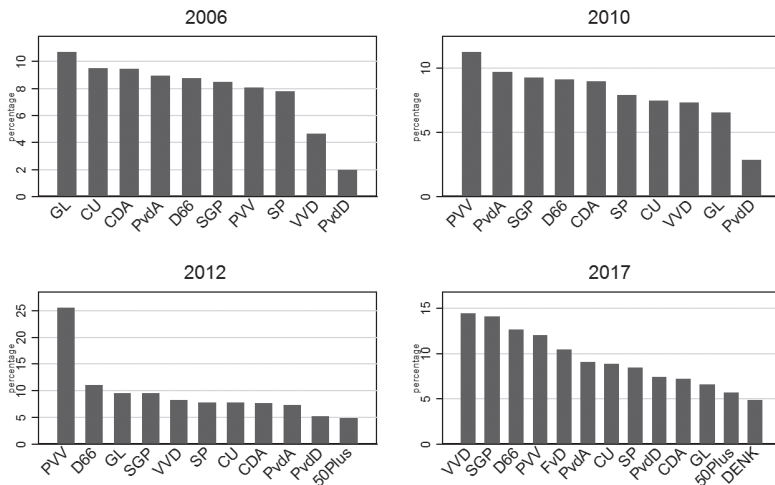 2006
percentage
10
8
6
4
2
0
GL CU CDA PvdA D66 SGP PVV SP VVD PvdD
2010
percentage
10
5
0
PVV PvdA SGP D66 CDA SP CU VVD GL PvdD
2012
percentage
25
20
15
10
5
0
PVV D66 GL SGP VVD SP CU CDA PvdA PvdD 50Plus
2017
percentage
15
10
5
0
VVD SGP D66 PVV FvD PvdA CU SP PvdD CDA GL 50Plus DENK